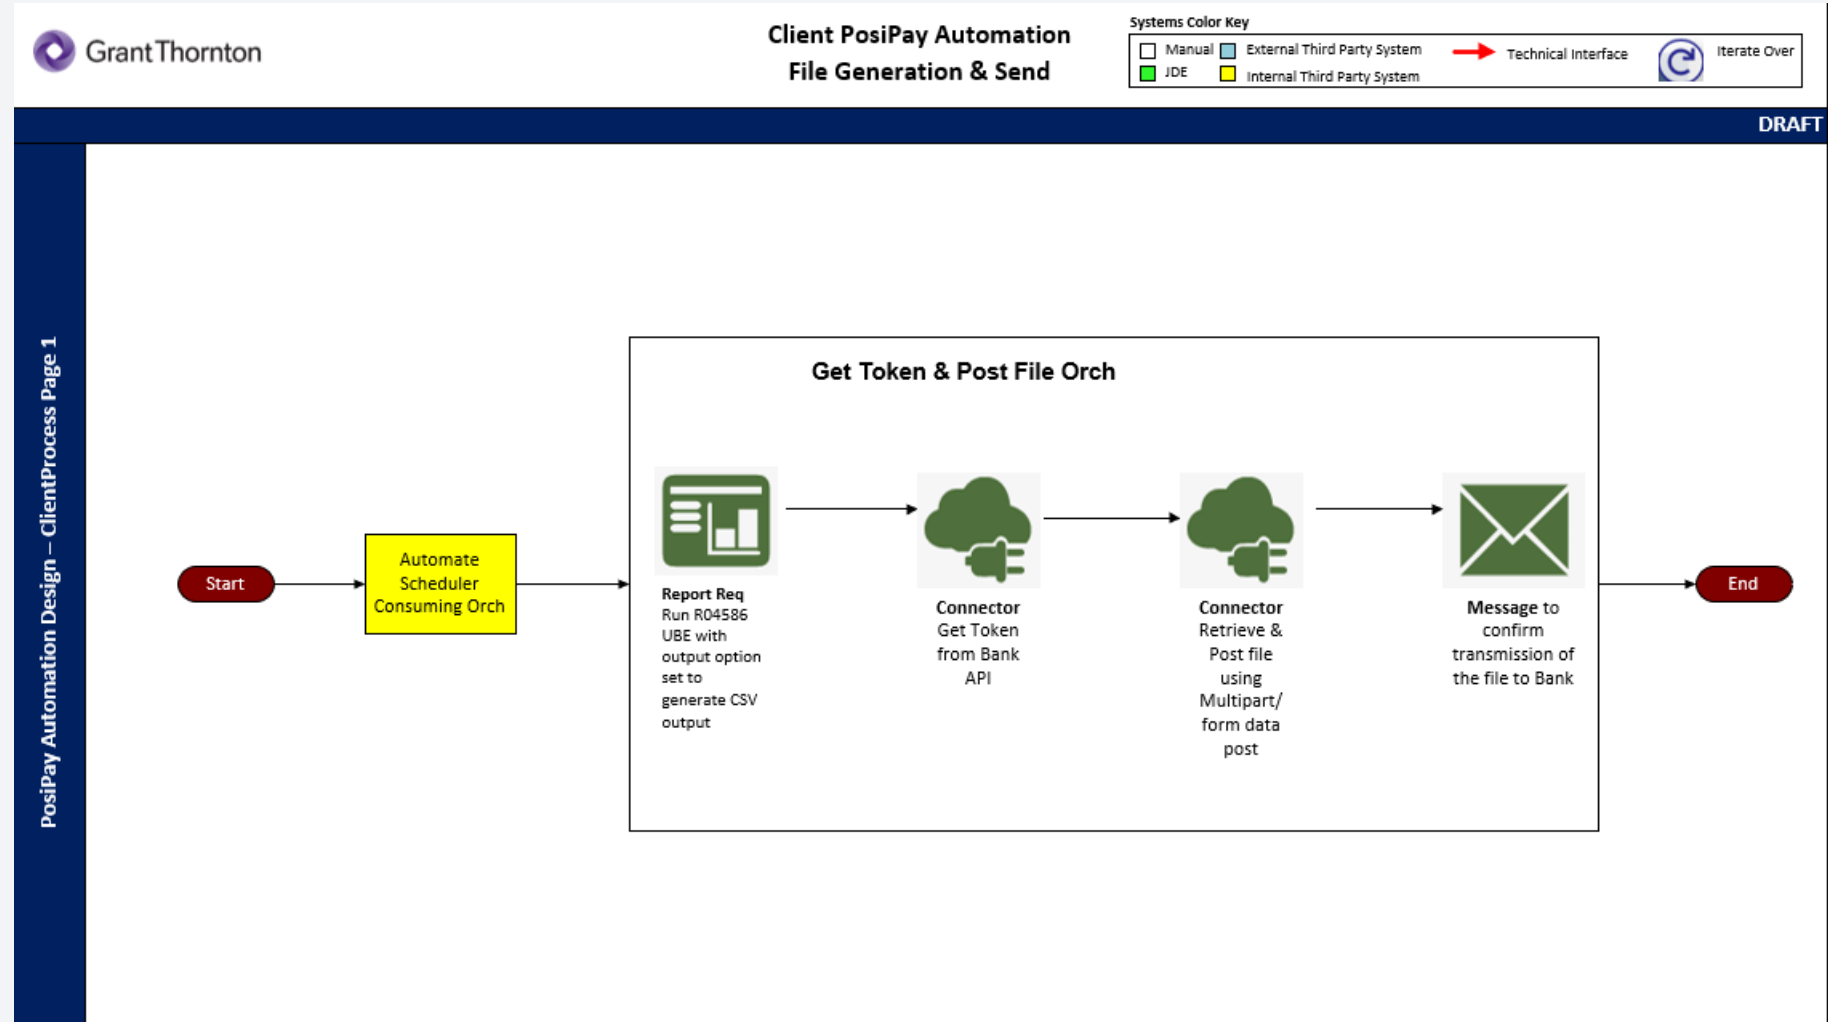 Grant Thornton
Client PosiPay Automation
File Generation & Send
Systems Color Key
Manual
External Third Party System
Technical Interface
Iterate Over
JDE
Internal Third Party System
DRAFT
PosiPay Automation Design – ClientProcess Page 1
Get Token & Post File Orch
Start
Automate
Scheduler
Consuming Orch
Report Req
Run R04586
UBE with
output option
set to
generate CSV
output
Connector
Get Token
from Bank
API
Connector
Retrieve &
Post file
using
Multipart/
form data
post
Message to
confirm
transmission of
the file to Bank
End